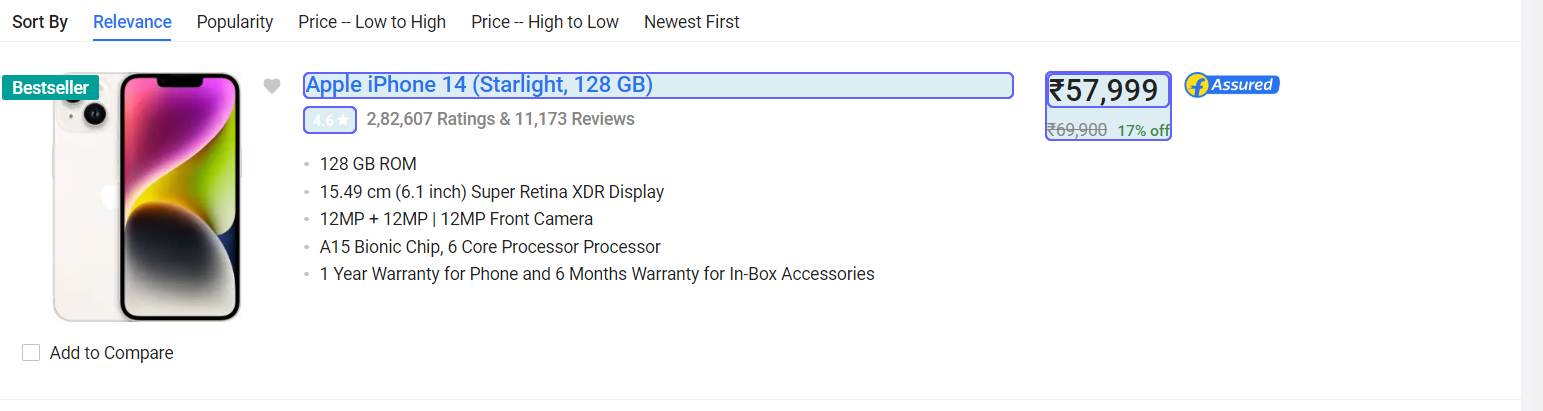 Sort By Relevance Popularity Price -- Low to High Price -- High to Low Newest First
Bestseller
Apple iPhone 14 (Starlight, 128 GB)
4.6★ 2,82,607 Ratings & 11,173 Reviews
128 GB ROM
15.49 cm (6.1 inch) Super Retina XDR Display
12MP + 12MP | 12MP Front Camera
A15 Bionic Chip, 6 Core Processor Processor
1 Year Warranty for Phone and 6 Months Warranty for In-Box Accessories
₹57,999
Assured
₹69,900 17% off
Add to Compare